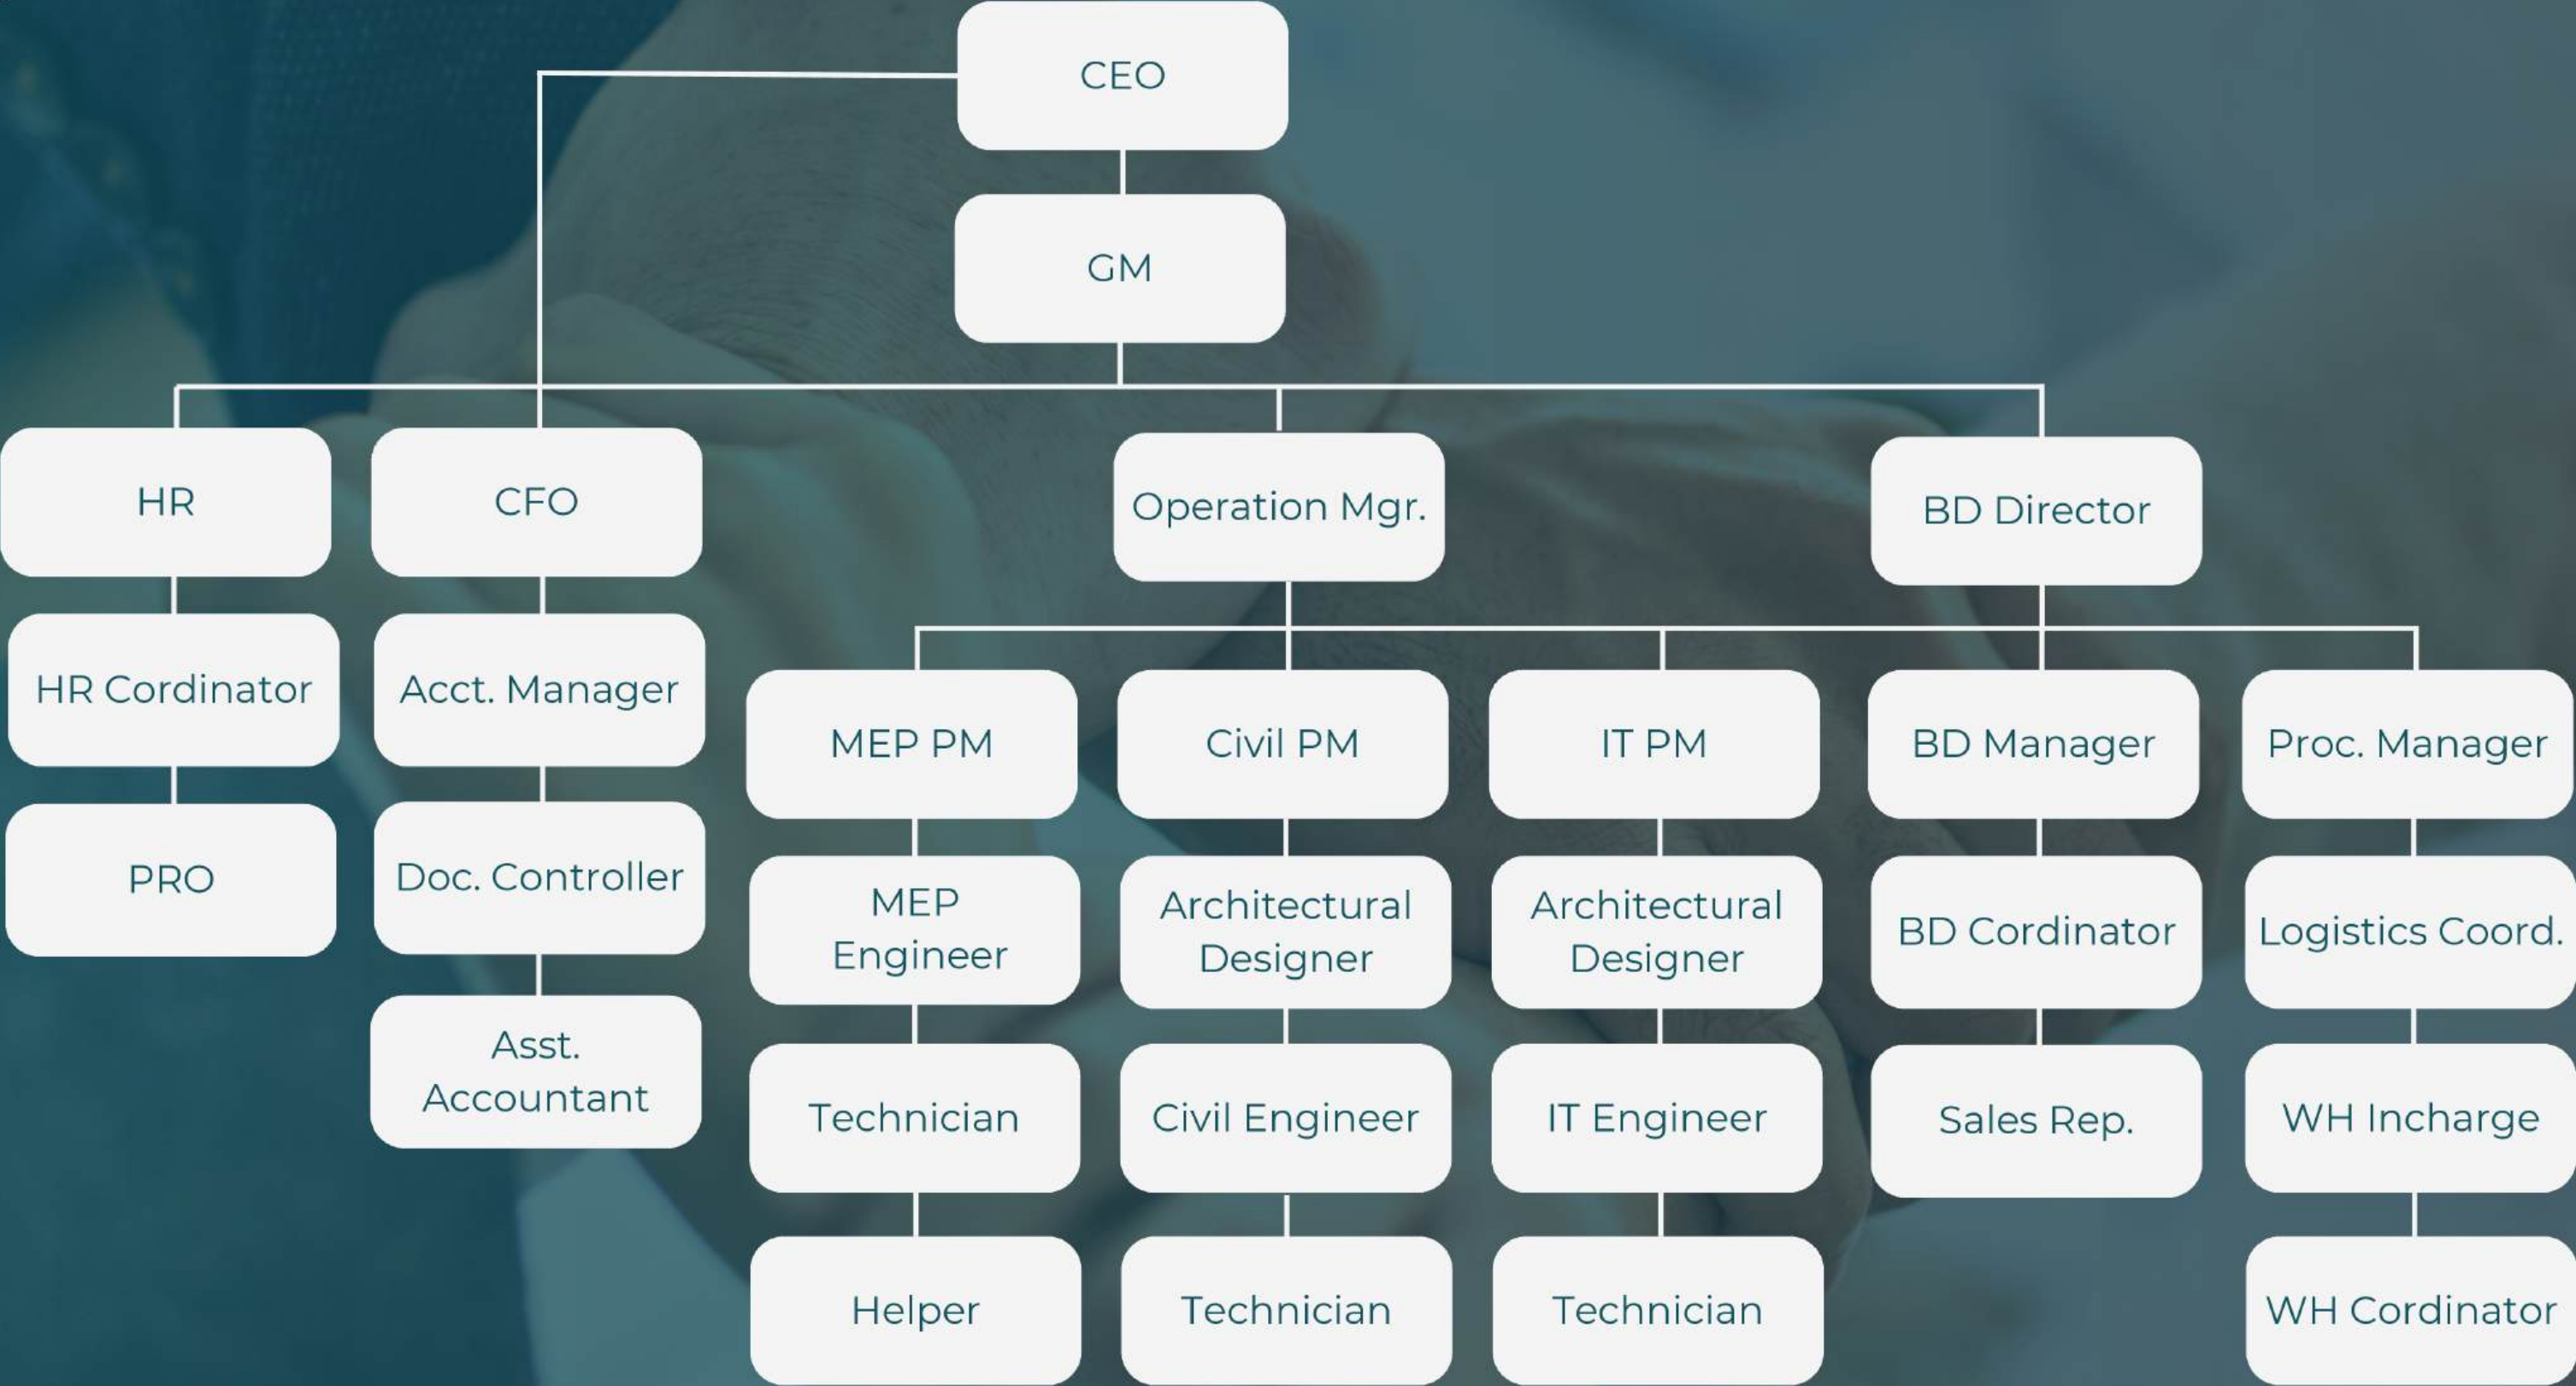 CEO
GM
HR
CFO
Operation Mgr.
BD Director
HR Cordinator
Acct. Manager
MEP PM
Civil PM
IT PM
BD Manager
Proc. Manager
PRO
Doc. Controller
MEP
Engineer
Architectural
Designer
Architectural
Designer
BD Cordinator
Logistics Coord.
Asst.
Accountant
Technician
Civil Engineer
IT Engineer
Sales Rep.
WH Incharge
Helper
Technician
Technician
WH Cordinator